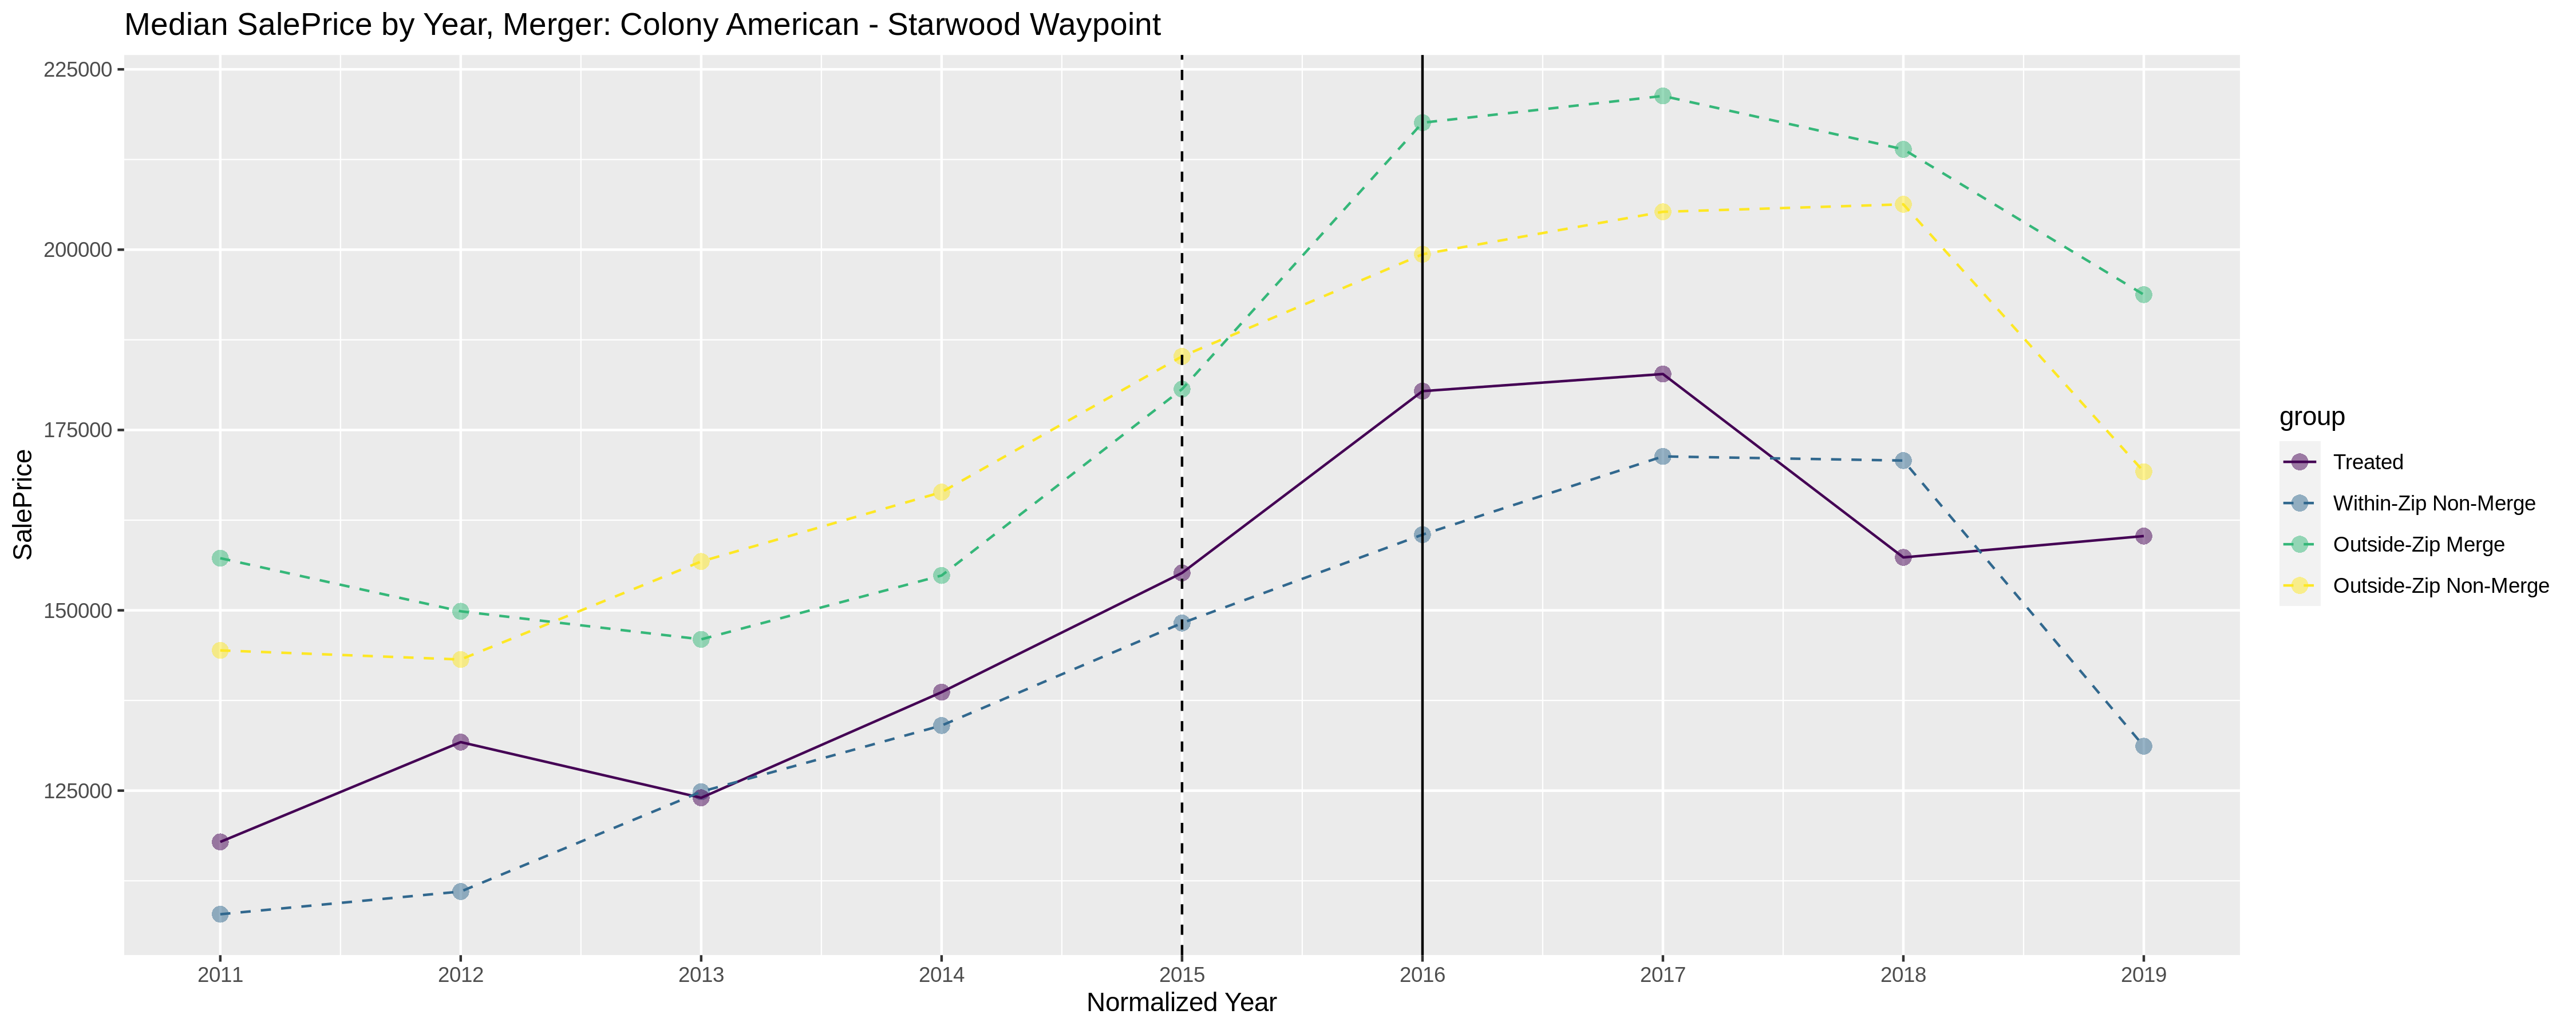 Median SalePrice by Year, Merger: Colony American - Starwood Waypoint
225000
200000
175000
150000
125000
SalePrice
2011 2012 2013 2014 2015 2016 2017 2018 2019
Normalized Year
group
Treated
Within-Zip Non-Merge
Outside-Zip Merge
Outside-Zip Non-Merge